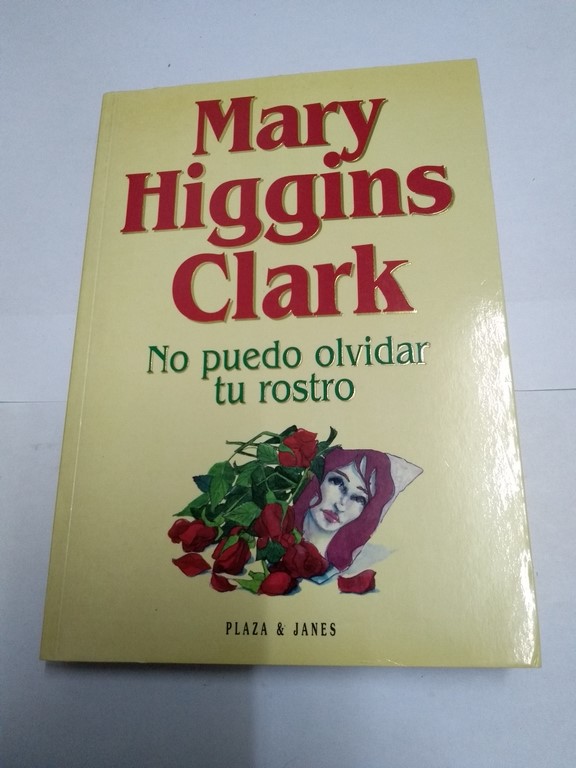 Mary
Higgins
Clark
No puedo olvidar
tu rostro
PLAZA & JANES